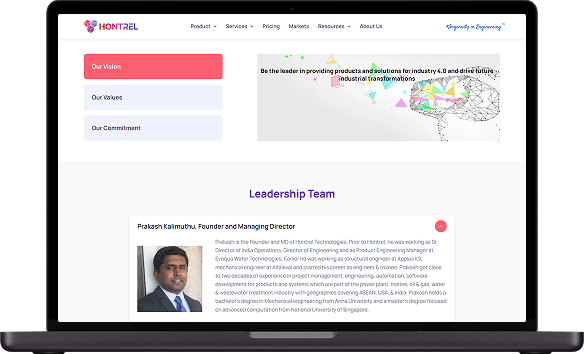 HONTREL
Product Services Pricing Markets Resources About Us
Ingenuity in Engineering™
Our Vision
Our Values
Our Commitment
Be the leader in providing products and solutions for industry 4.0 and drive future
industrial transformations
Leadership Team
Prakash Kalimuthu, Founder and Managing Director
Prakash is the Founder and MD of Hontrel Technologies. Prior to Hontrel, he was working as Sr.
Director of India Operations, Director of Engineering and as Product Engineering Manager at
Evoqua Water Technologies. Earlier he was working as structural engineer at Applus K2,
mechanical engineer at Alfalaval and started his career as engineer & trainee. Prakash got close
to two decades of experience in project management, engineering, automation, software
development for products which are part of the power plant, marine, oil & gas, water
& wastewater treatment industry with geographies covering ASEAN, USA, & India. Prakash holds a
bachelor's degree in Mechanical engineering from Anna University and a master's degree focused
on advanced computation from National University of Singapore.